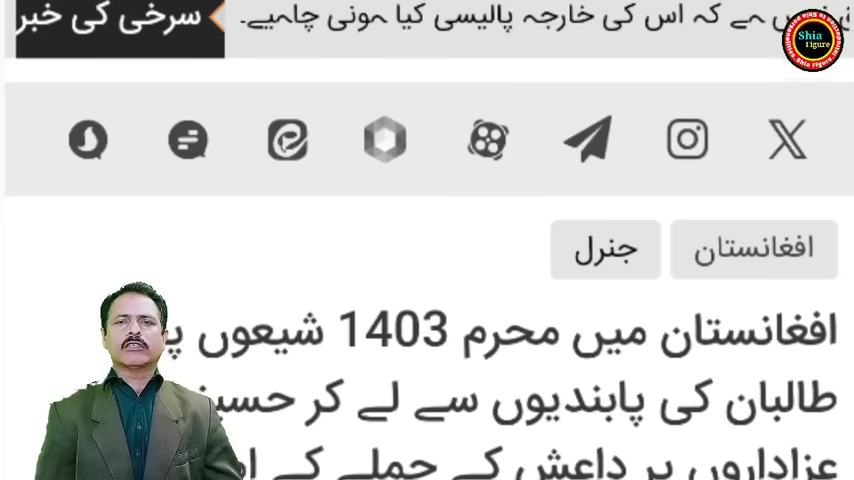 سرخی کی خبر
ہے کہ اس کی خارجہ پالیسی کیا ہونی چاہیے۔
Shia
Figure
افغانستان
جنرل
افغانستان میں محرم 1403 شیعوں
طالبان کی پابندیوں سے لے کر
عزاداروں پر داعش کے حملے کے